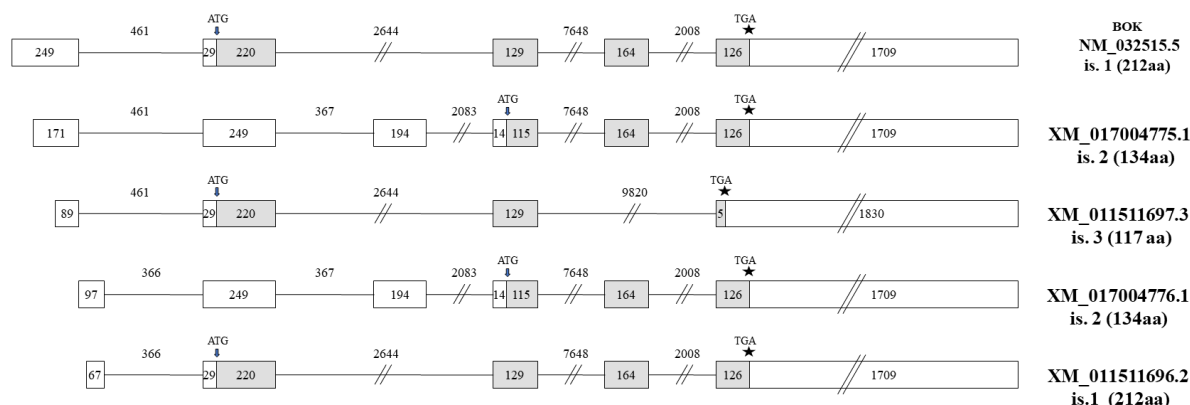 ATG TGA
461 2644 7648 2008
249 29 220 129 164 126 1709
BOK
NM_032515.5
is. 1 (212aa)
ATG TGA
461 367 2083 7648 2008
171 249 194 14 115 164 126 1709
XM_017004775.1
is. 2 (134aa)
ATG TGA
461 2644 9820
89 29 220 129 5 1830
XM_011511697.3
is. 3 (117 aa)
ATG TGA
366 367 2083 7648 2008
97 249 194 14 115 164 126 1709
XM_017004776.1
is. 2 (134aa)
ATG TGA
366 2644 7648 2008
67 29 220 129 164 126 1709
XM_011511696.2
is.1 (212aa)